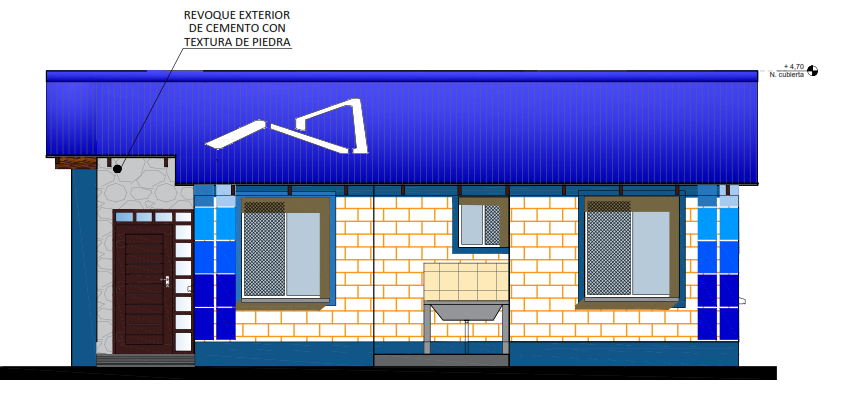 REVOQUE EXTERIOR
DE CEMENTO CON
TEXTURA DE PIEDRA
+ 4,70
N. cubierta